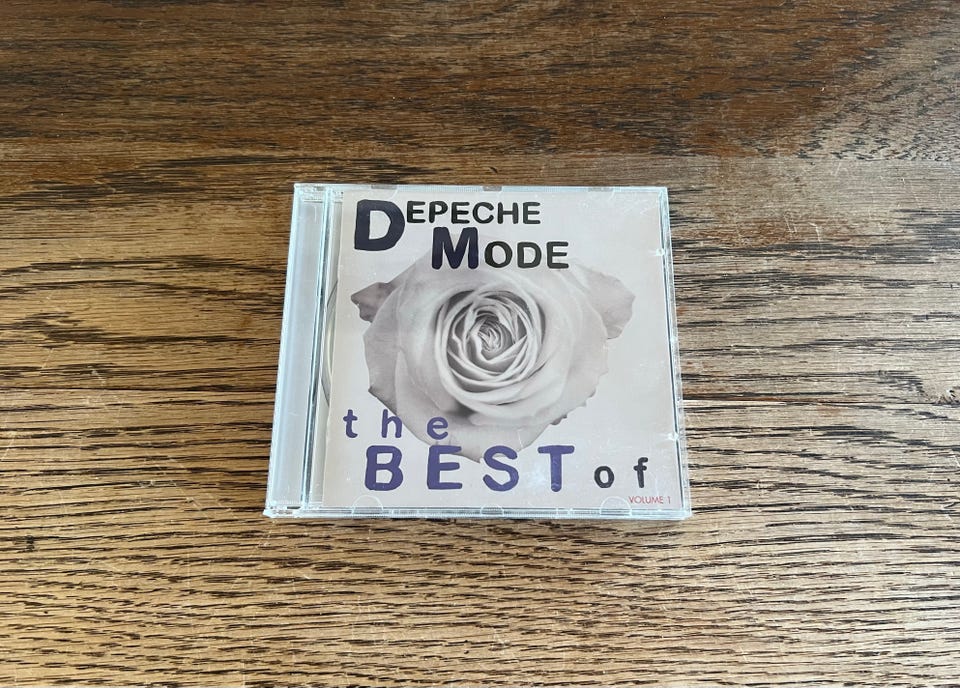 DEPECHE
MODE
the
BEST of
VOLUME 1